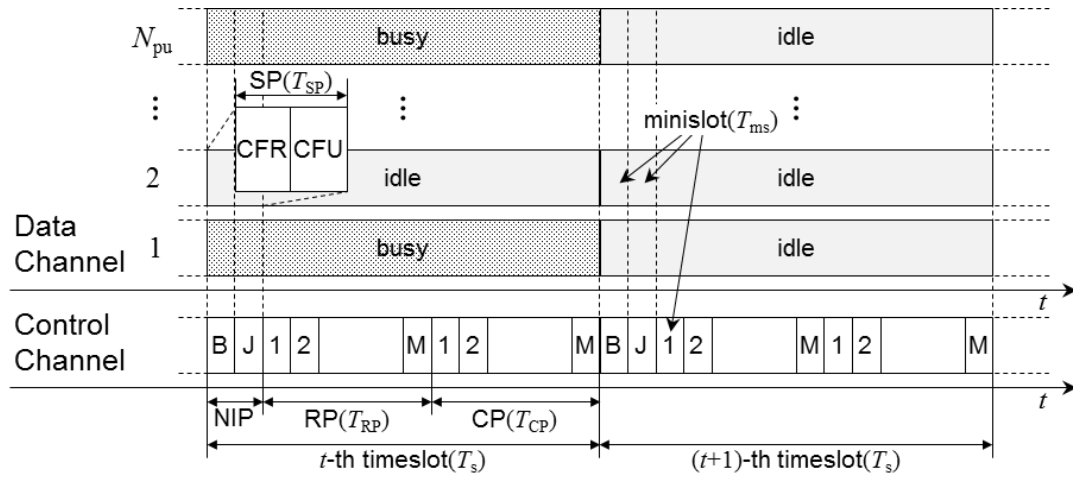 N_pu busy idle
SP(T_SP)
⋮ ⋮ ⋮
minislot(T_ms)
CFR CFU
2 idle idle
Data
Channel 1 busy idle
t
Control
Channel B J 1 2 M 1 2 M B J 1 2 M 1 2 M
t
NIP RP(T_RP) CP(T_CP)
t-th timeslot(T_s) (t+1)-th timeslot(T_s)